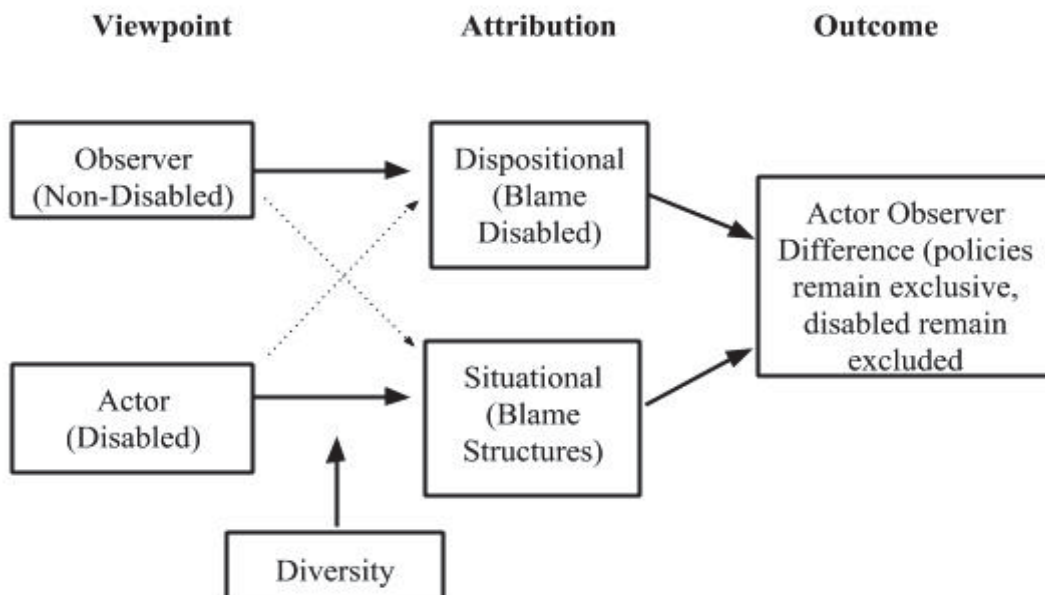 Viewpoint Attribution Outcome
Observer
(Non-Disabled)
Dispositional
(Blame
Disabled)
Actor Observer
Difference (policies
remain exclusive,
disabled remain
excluded
Actor
(Disabled)
Situational
(Blame
Structures)
Diversity